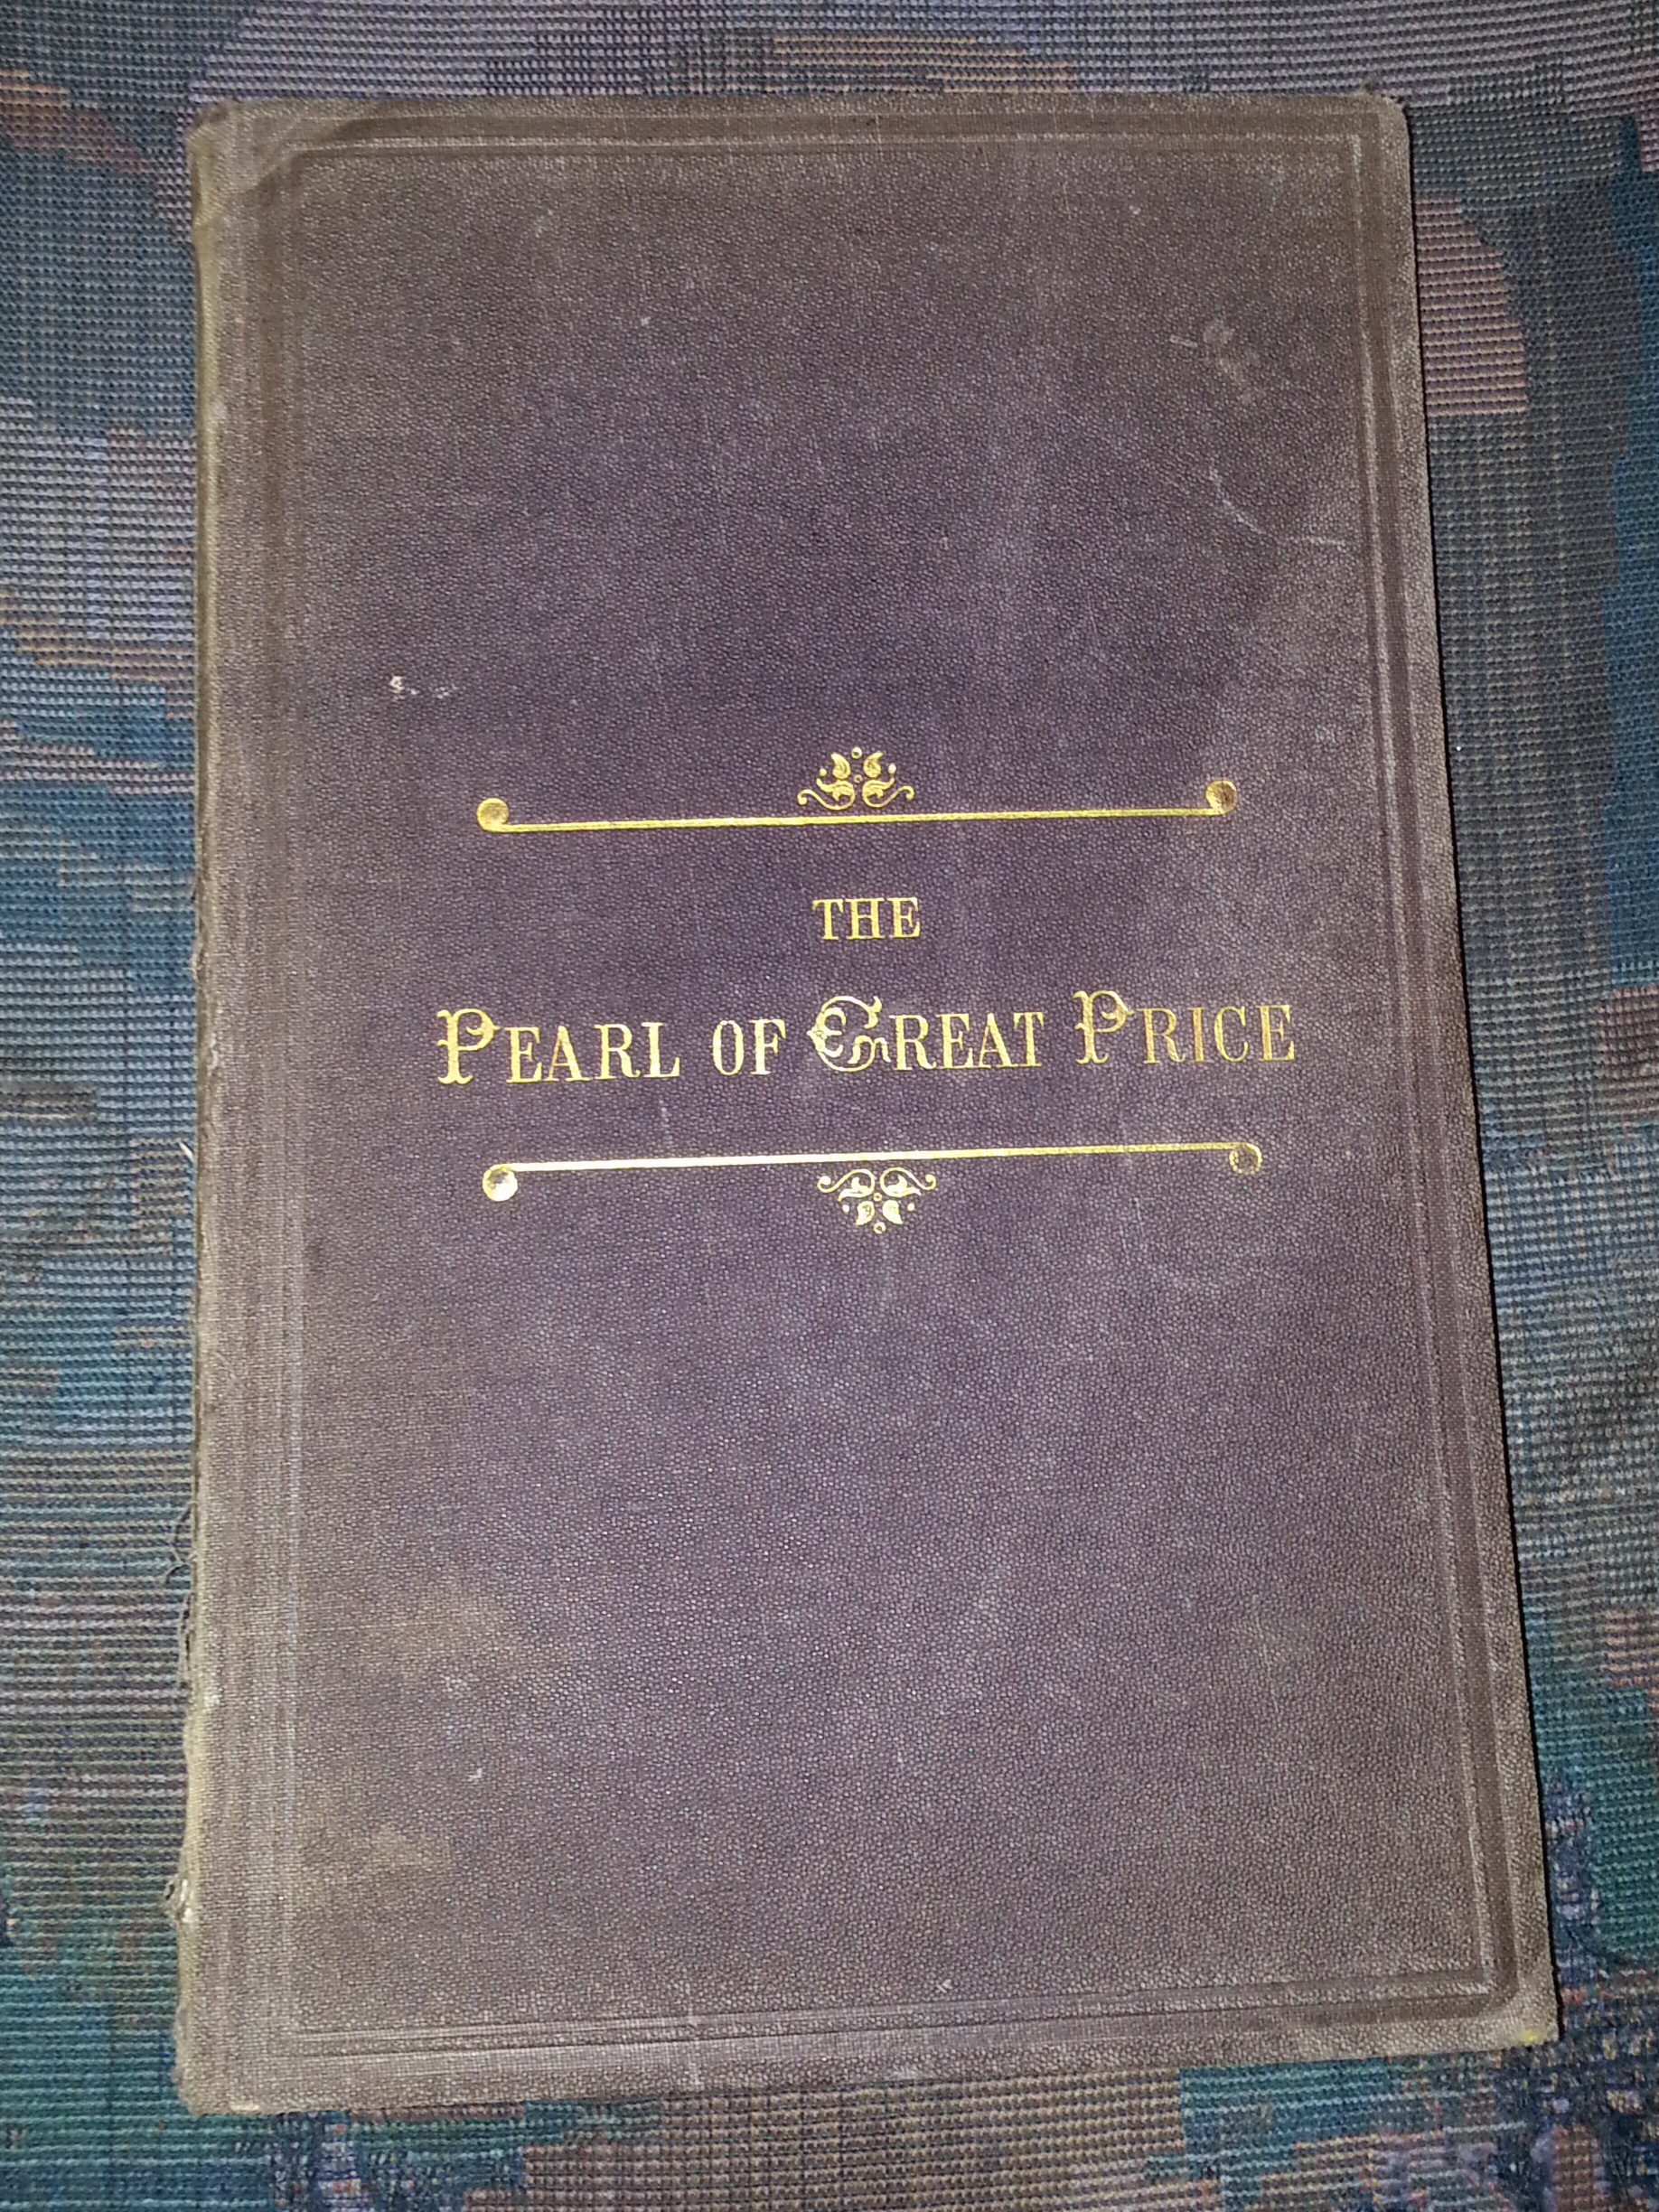 THE
PEARL OF GREAT PRICE